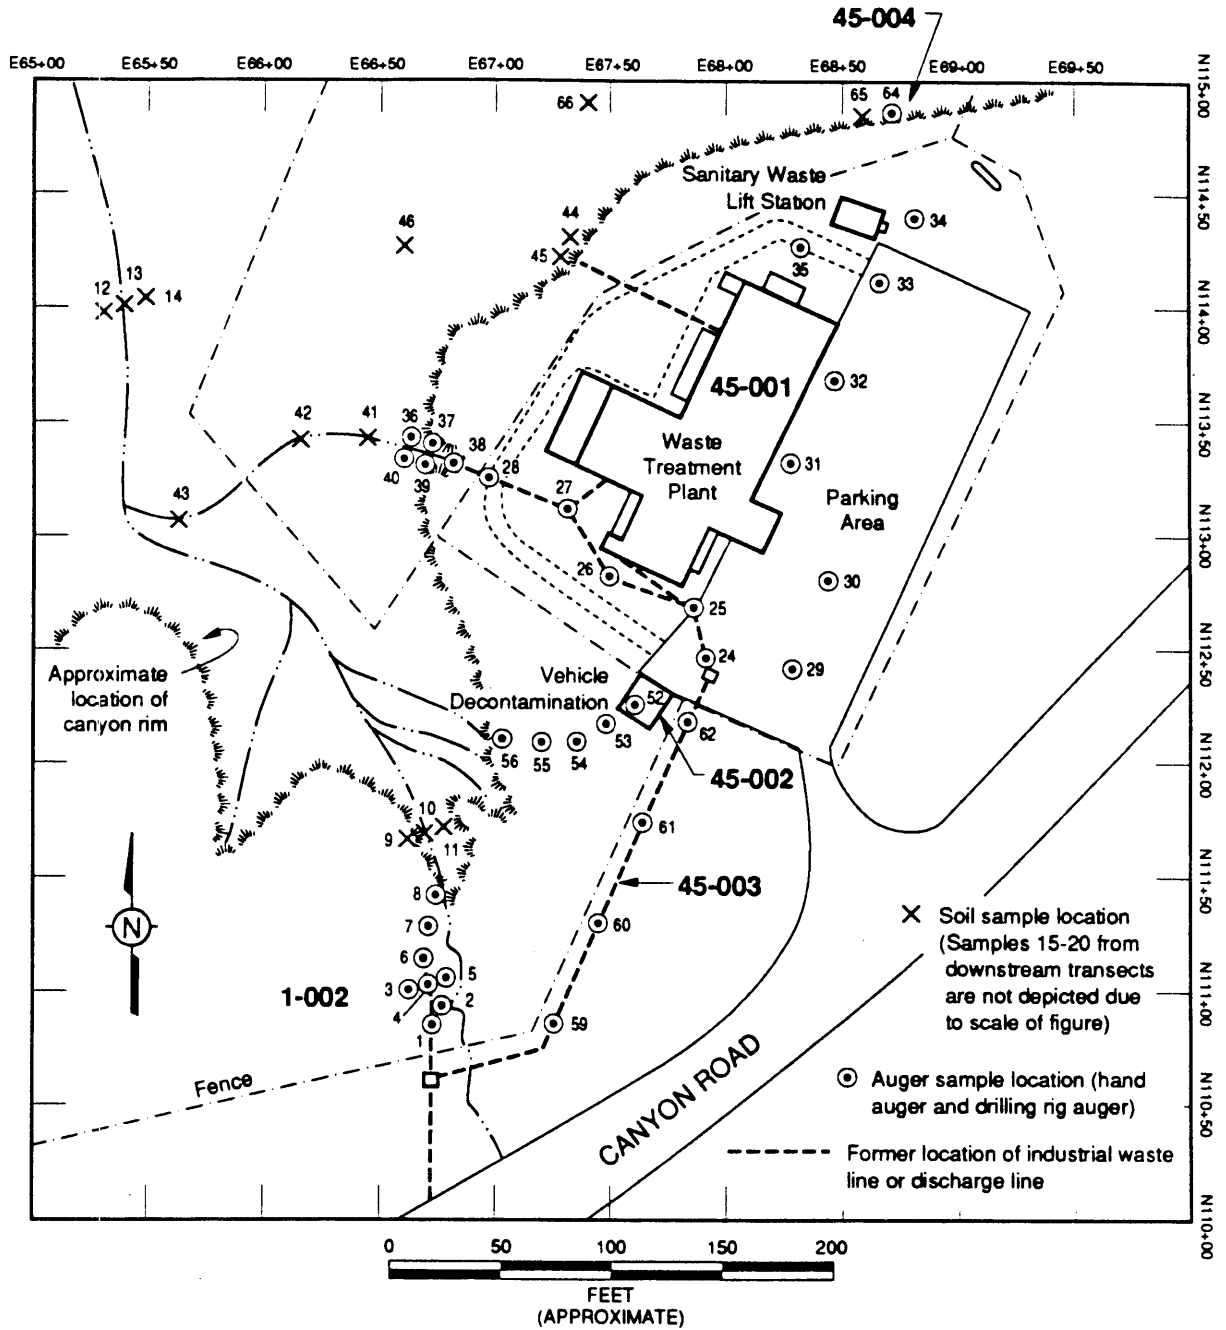 45-004
E65+00
E65+50
E66+00
E66+50
E67+00
E67+50
E68+00
E68+50
E69+00
E69+50
N115+00
66
65
64
Sanitary Waste
Lift Station
34
46
44
45
35
33
13
12
14
N114+50
N114+00
45-001
32
42
41
36
37
38
28
40
39
27
Waste
Treatment
Plant
31
Parking
Area
N113+50
43
26
30
N113+00
25
24
29
Approximate
location of
canyon rim
Vehicle
Decontamination
52
62
53
56
55
54
45-002
N112+50
N112+00
10
9
11
61
8
45-003
7
60
6
5
3
1-002
2
4
1
59
N111+50
N111+00
Soil sample location
(Samples 15-20 from
downstream transects
are not depicted due
to scale of figure)
N
Fence
CANYON ROAD
Auger sample location (hand
auger and drilling rig auger)
N110+50
Former location of industrial waste
line or discharge line
N110+00
0
50
100
150
200
FEET
(APPROXIMATE)